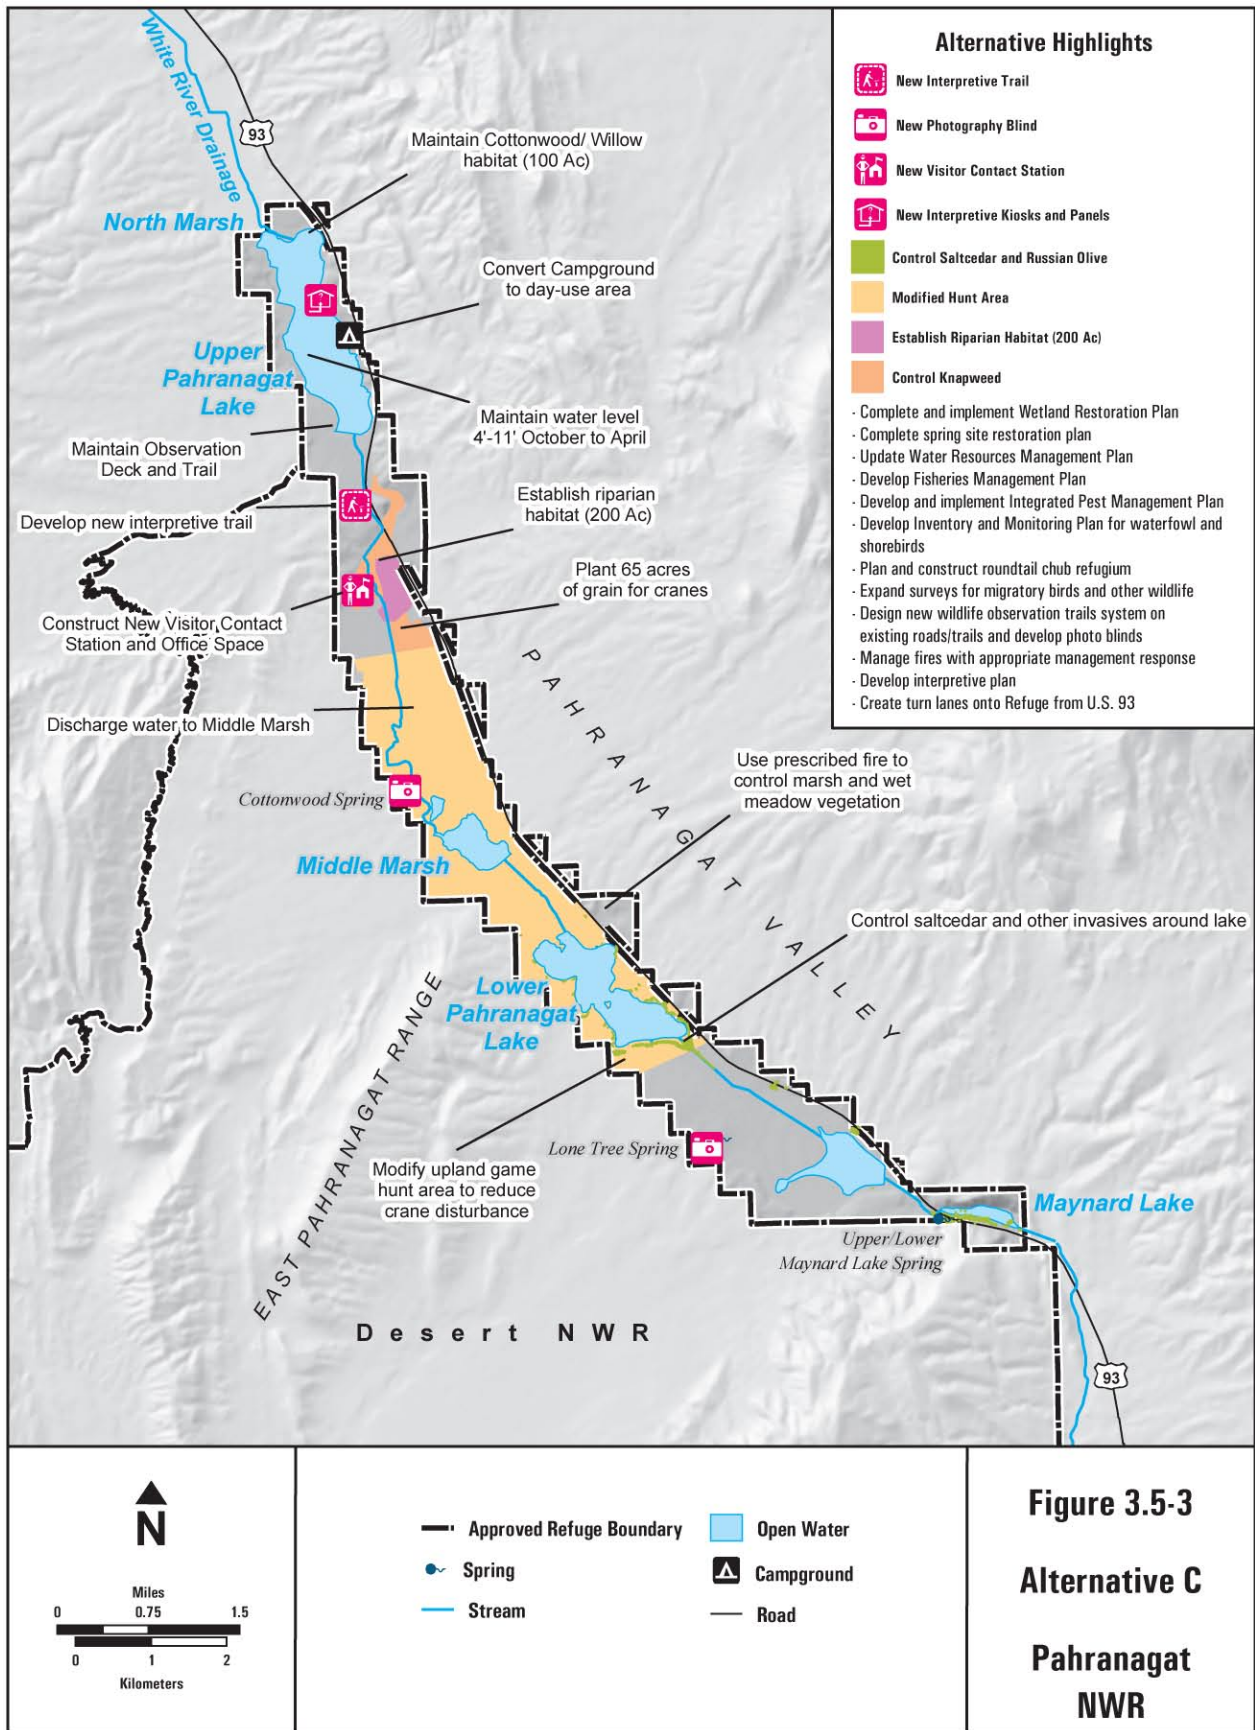 White River Drainage
93
Maintain Cottonwood/ Willow
habitat (100 Ac)
North Marsh
Convert Campground
to day-use area
Upper
Pahranagat
Lake
Maintain water level
4'-11' October to April
Maintain Observation
Deck and Trail
Establish riparian
habitat (200 Ac)
Develop new interpretive trail
Plant 65 acres
of grain for cranes
Construct New Visitor Contact
Station and Office Space
PAHRANAGAT VALLEY
Discharge water to Middle Marsh
Use prescribed fire to
control marsh and wet
meadow vegetation
Cottonwood Spring
Middle Marsh
Control saltcedar and other invasives around lake
Lower
Pahranagat
Lake
EAST PAHRANAGAT RANGE
Lone Tree Spring
Modify upland game
hunt area to reduce
crane disturbance
Maynard Lake
Upper/Lower
Maynard Lake Spring
Desert NWR
93
Alternative Highlights
New Interpretive Trail
New Photography Blind
New Visitor Contact Station
New Interpretive Kiosks and Panels
Control Saltcedar and Russian Olive
Modified Hunt Area
Establish Riparian Habitat (200 Ac)
Control Knapweed
· Complete and implement Wetland Restoration Plan
· Complete spring site restoration plan
· Update Water Resources Management Plan
· Develop Fisheries Management Plan
· Develop and implement Integrated Pest Management Plan
· Develop Inventory and Monitoring Plan for waterfowl and
shorebirds
· Plan and construct roundtail chub refugium
· Expand surveys for migratory birds and other wildlife
· Design new wildlife observation trails system on
existing roads/trails and develop photo blinds
· Manage fires with appropriate management response
· Develop interpretive plan
· Create turn lanes onto Refuge from U.S. 93
N
Miles
0 0.75 1.5
0 1 2
Kilometers
Approved Refuge Boundary
Spring
Stream
Open Water
Campground
Road
Figure 3.5-3
Alternative C
Pahranagat
NWR